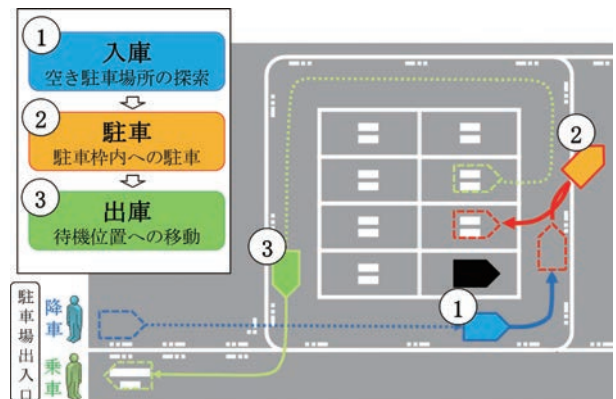 1
入庫
空き駐車場所の探索
2
駐車
駐車枠内への駐車
3
出庫
待機位置への移動
2
3
1
駐車場出入口
降車
乗車